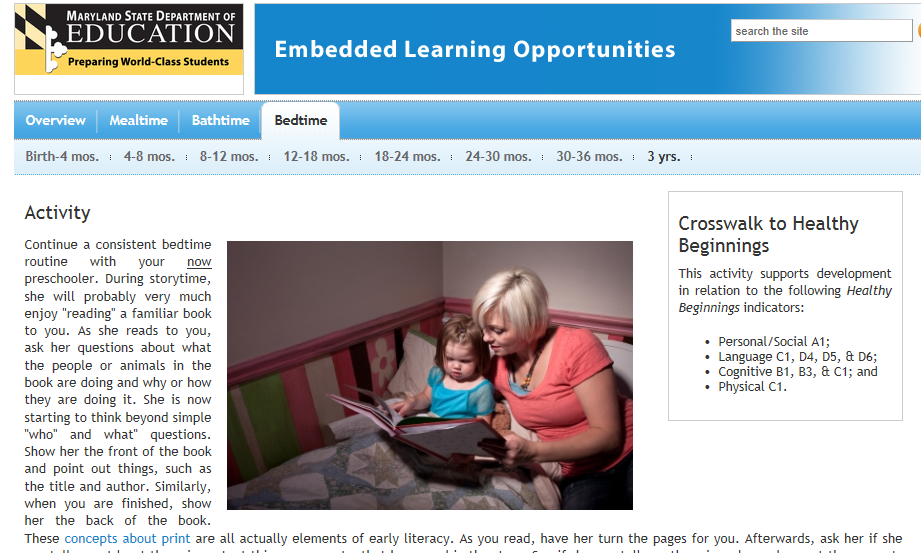 MARYLAND STATE DEPARTMENT OF
EDUCATION
Preparing World-Class Students
Embedded Learning Opportunities
search the site
Overview
Mealtime
Bathtime
Bedtime
Birth-4 mos.
4-8 mos.
8-12 mos.
12-18 mos.
18-24 mos.
24-30 mos.
30-36 mos.
3 yrs.
Activity
Continue a consistent bedtime
routine with your now
preschooler. During storytime,
she will probably very much
enjoy "reading" a familiar book
to you. As she reads to you,
ask her questions about what
the people or animals in the
book are doing and why or how
they are doing it. She is now
starting to think beyond simple
"who" and what" questions.
Show her the front of the book
and point out things, such as
the title and author. Similarly,
when you are finished, show
her the back of the book.
These concepts about print are all actually elements of early literacy. As you read, have her turn the pages for you. Afterwards, ask her if she
Crosswalk to Healthy
Beginnings
This activity supports development
in relation to the following Healthy
Beginnings indicators:
• Personal/Social A1;
• Language C1, D4, D5, & D6;
• Cognitive B1, B3, & C1; and
• Physical C1.